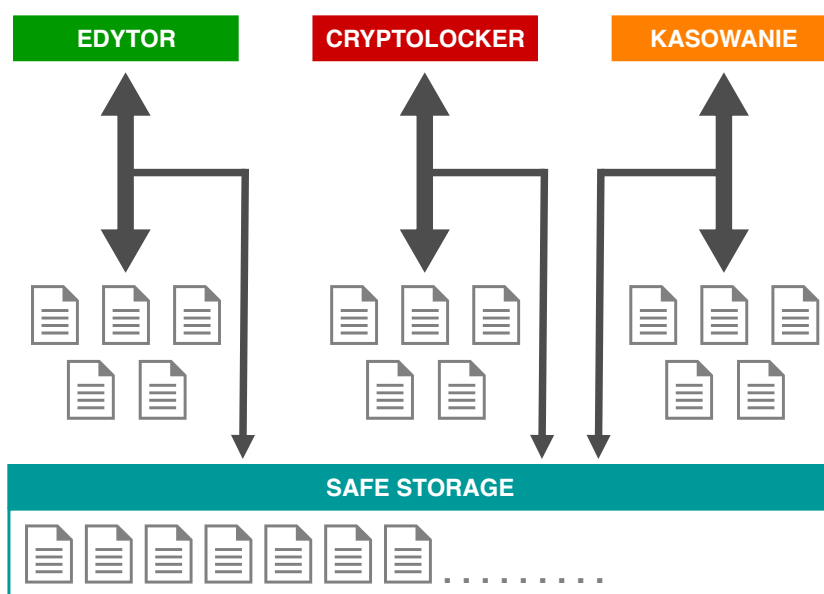 EDYTOR
CRYPTOLOCKER
KASOWANIE
SAFE STORAGE
.........